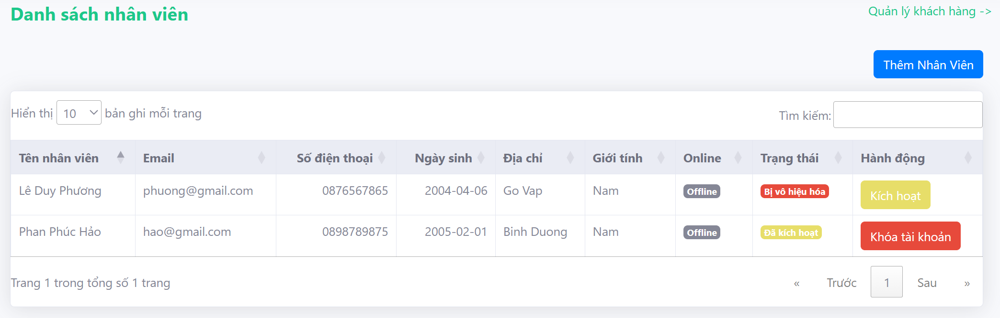 Danh sách nhân viên
Quản lý khách hàng ->
Thêm Nhân Viên
Hiển thị 10 bản ghi mỗi trang
Tìm kiếm:
Tên nhân viên Email Số điện thoại Ngày sinh Địa chỉ Giới tính Online Trạng thái Hành động
Lê Duy Phương phuong@gmail.com 0876567865 2004-04-06 Go Vap Nam Offline Bị vô hiệu hóa Kích hoạt
Phan Phúc Hảo hao@gmail.com 0898789875 2005-02-01 Binh Duong Nam Offline Đã kích hoạt Khóa tài khoản
Trang 1 trong tổng số 1 trang
« Trước 1 Sau »